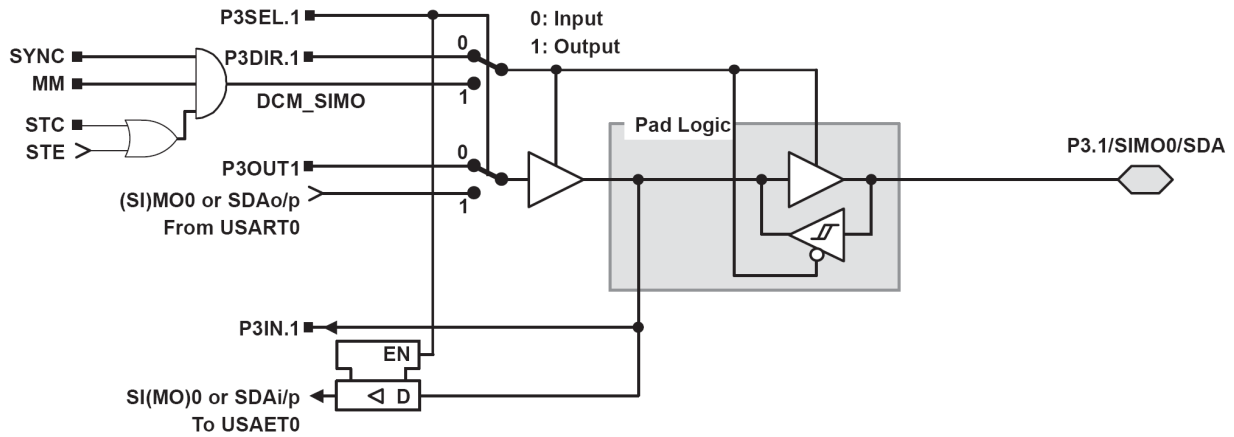 P3SEL.1
0: Input
1: Output
SYNC
P3DIR.1
0
MM
DCM_SIMO
1
STC
STE
Pad Logic
P3.1/SIMO0/SDA
P3OUT1
0
(SI)MO0 or SDAo/p
From USART0
1
P3IN.1
EN
SI(MO)0 or SDAi/p
To USAET0
D